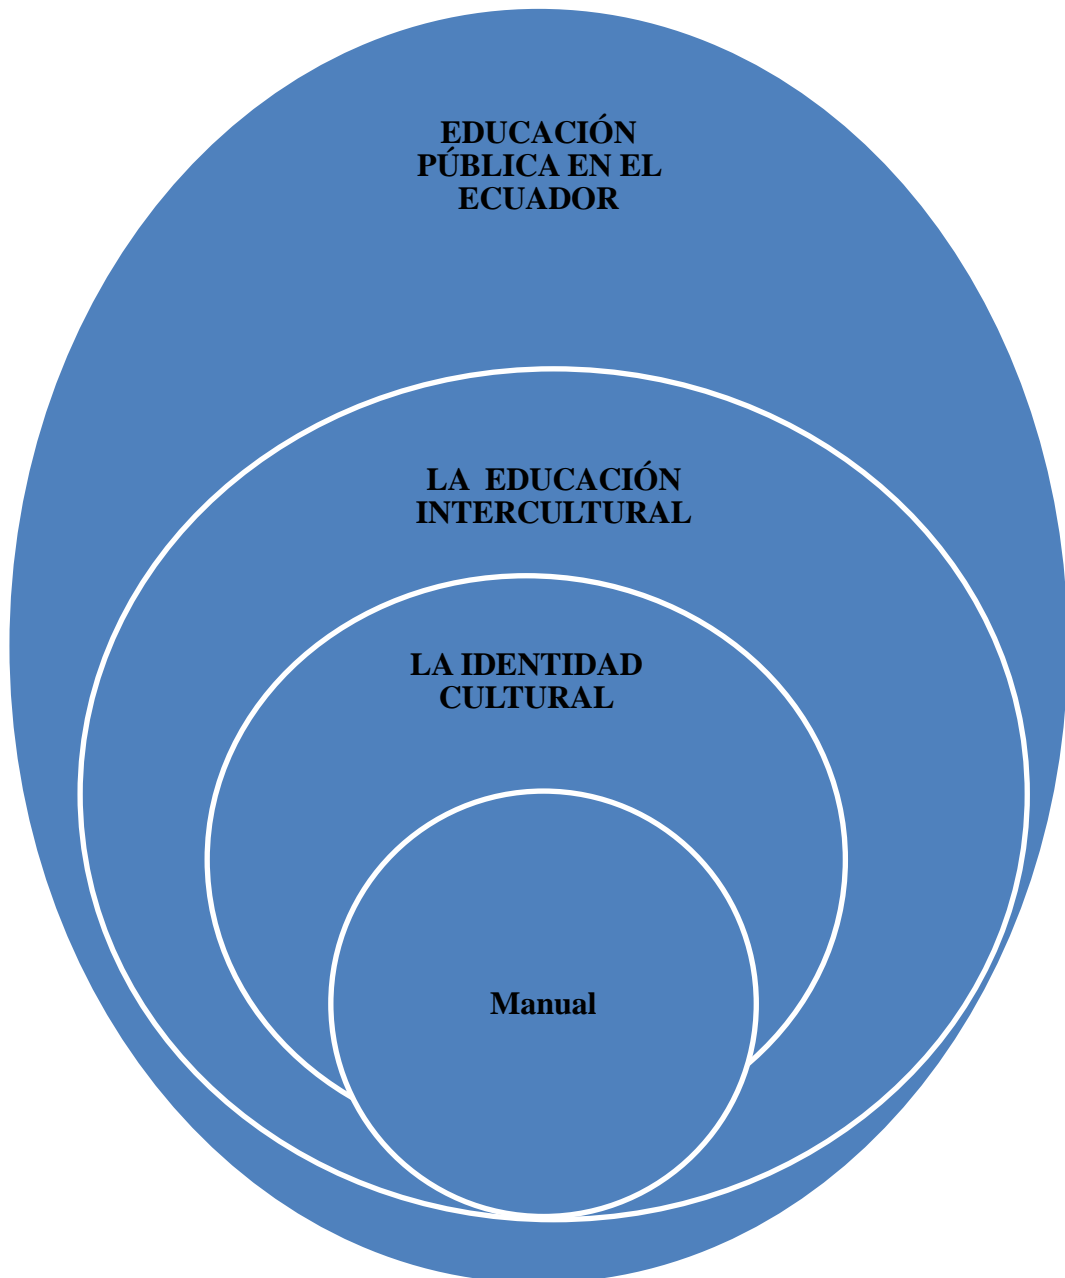 EDUCACIÓN
PÚBLICA EN EL
ECUADOR
LA EDUCACIÓN
INTERCULTURAL
LA IDENTIDAD
CULTURAL
Manual